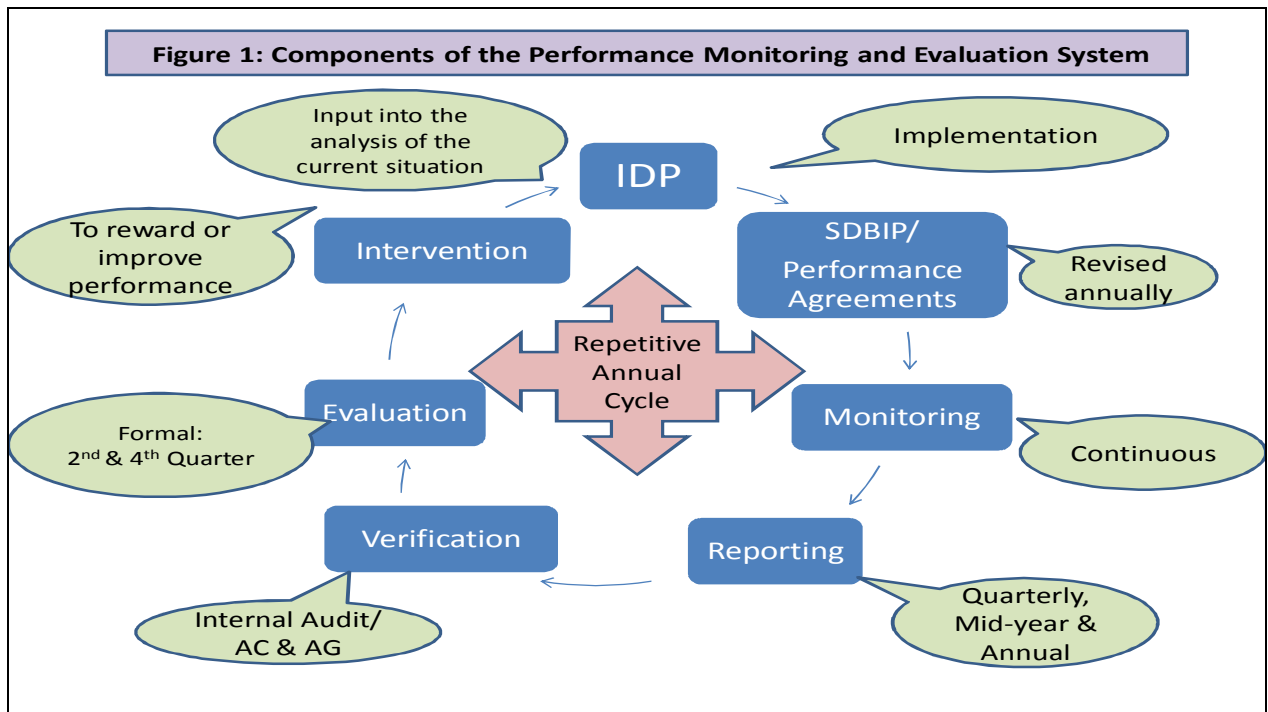 Figure 1: Components of the Performance Monitoring and Evaluation System
Input into the
analysis of the
current situation
IDP
Implementation
To reward or
improve
performance
Intervention
SDBIP/
Performance
Agreements
Revised
annually
Repetitive
Annual
Cycle
Evaluation
Formal:
2nd & 4th Quarter
Monitoring
Continuous
Verification
Reporting
Internal Audit/
AC & AG
Quarterly,
Mid-year &
Annual